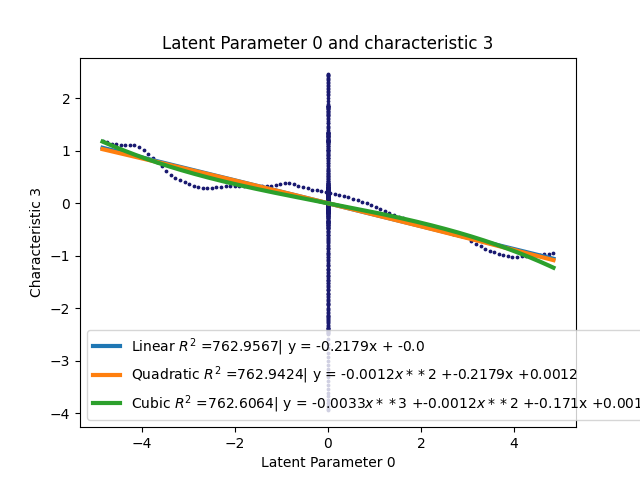 Latent Parameter 0 and characteristic 3
Characteristic 3
2
1
0
−1
−2
−3
−4
Linear R² =762.9567| y = -0.2179x + -0.0
Quadratic R² =762.9424| y = -0.0012x * * 2 +-0.2179x +0.0012
Cubic R² =762.6064| y = -0.0033x * * 3 +-0.0012x * * 2 +-0.171x +0.001
−4 −2 0 2 4
Latent Parameter 0